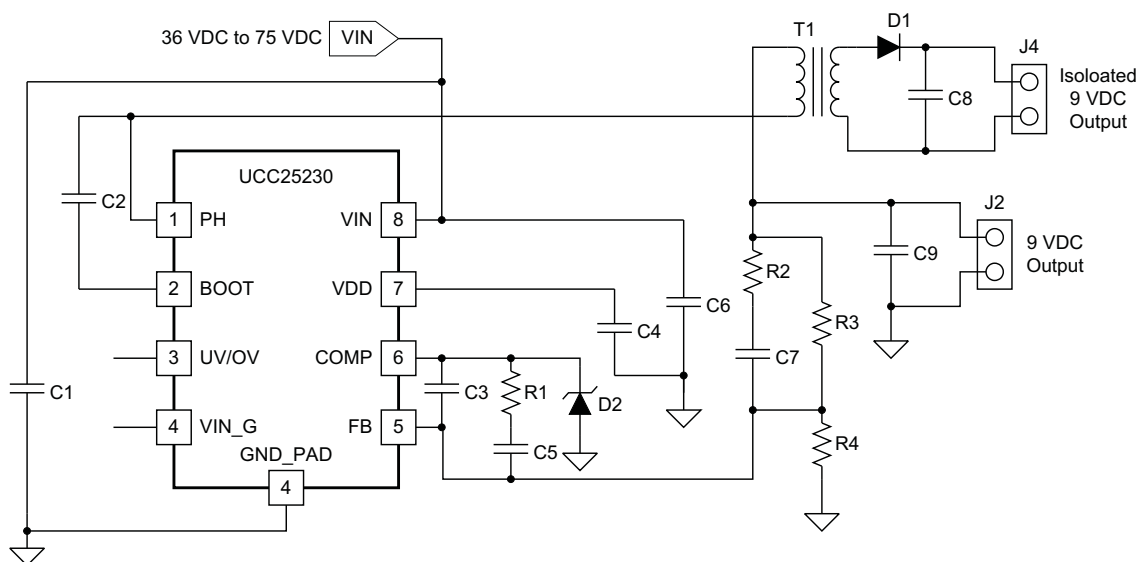 36 VDC to 75 VDC
VIN
T1
D1
J4
C8
Isoloated
9 VDC
Output
UCC25230
C2
1
PH
VIN
8
J2
R2
C9
9 VDC
Output
2
BOOT
VDD
7
C4
C6
R3
3
UV/OV
COMP
6
C7
C1
C3
R1
D2
4
VIN_G
FB
5
C5
R4
GND_PAD
4